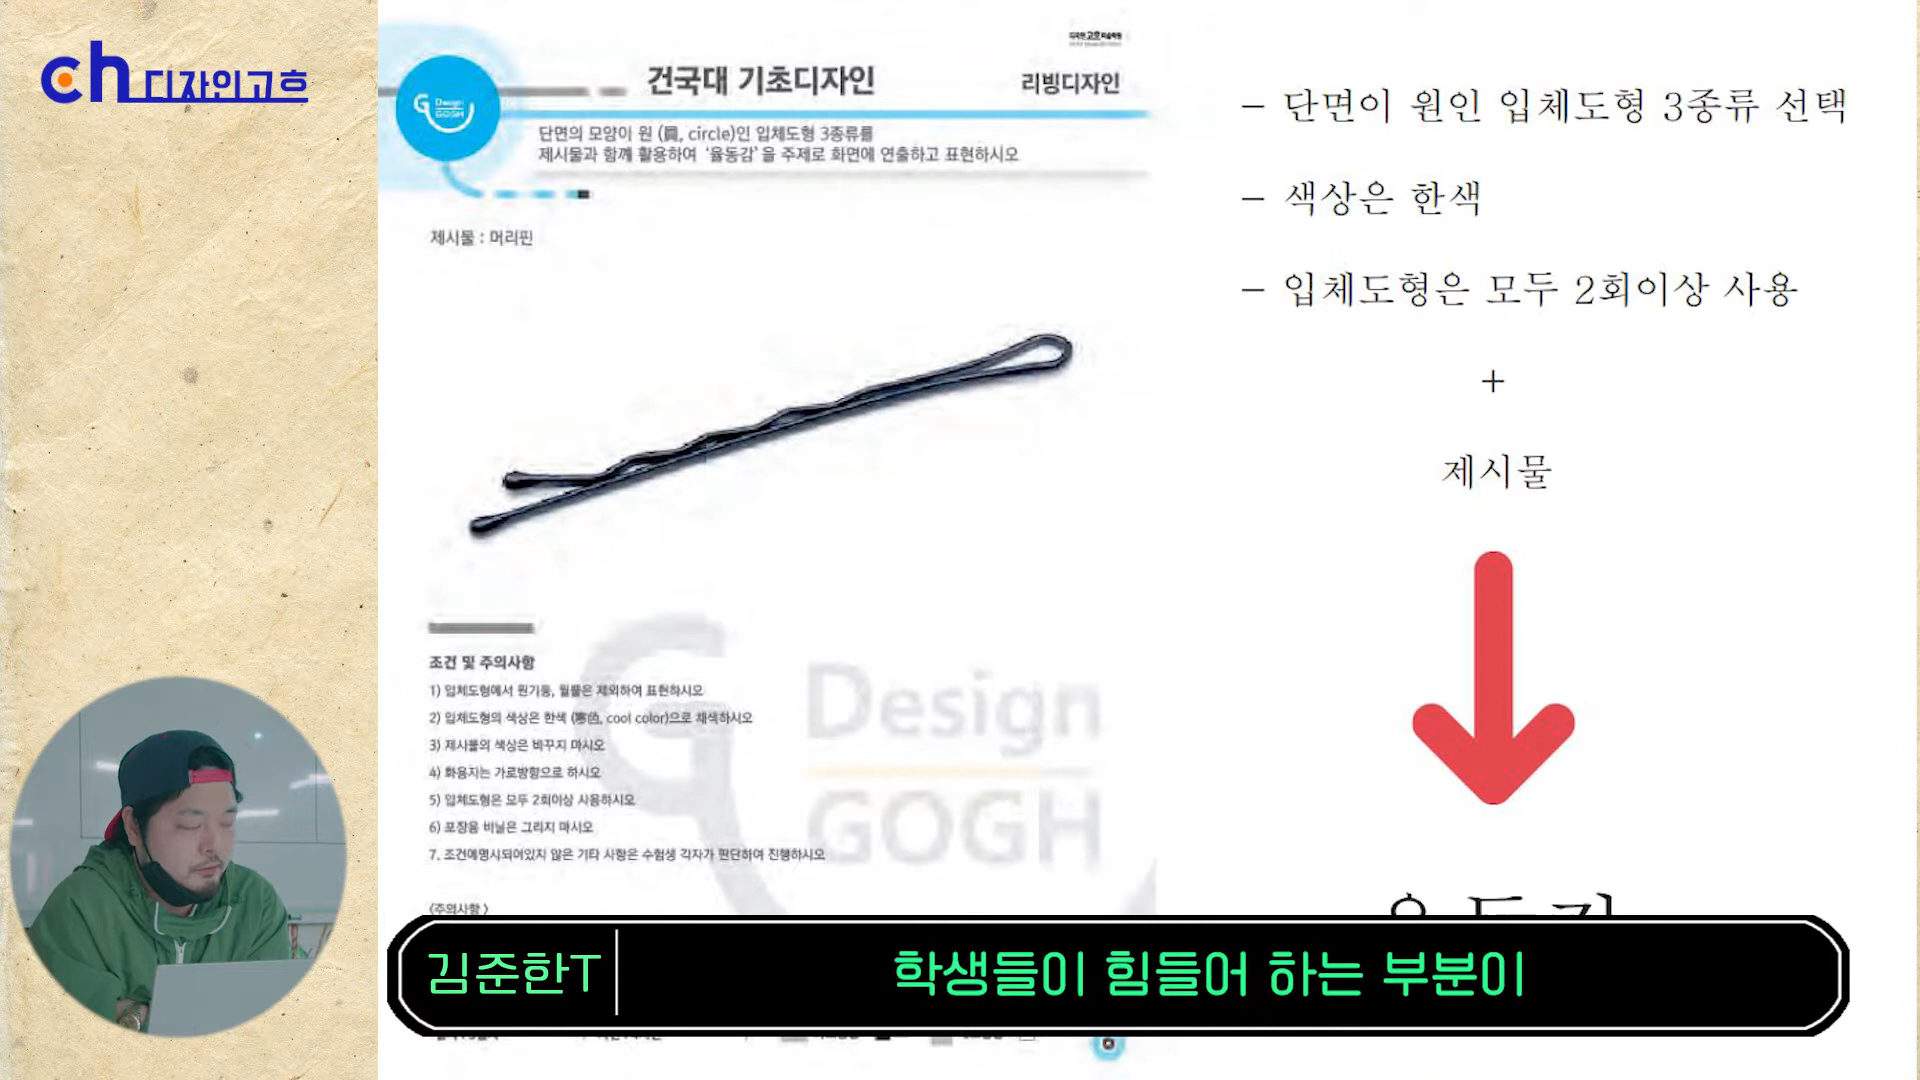 ch 디자인고흐
건국대 기초디자인
리빙디자인
G Design GOGH
단면의 모양이 원 (圓, circle)인 입체도형 3종류를
제시물과 함께 활용하여 '율동감'을 주제로 화면에 연출하고 표현하시오
제시물 : 머리핀
조건 및 주의사항
1) 입체도형에서 원기둥, 원뿔은 제외하여 표현하시오
2) 입체도형의 색상은 한색 (寒色, cool color)으로 채색하시오
3) 제시물의 색상은 바꾸지 마시오
4) 화용지는 가로방향으로 하시오
5) 입체도형은 모두 2회이상 사용하시오
6) 포장용 비닐은 그리지 마시오
7. 조건에명시되어있지 않은 기타 사항은 수험생 각자가 판단하여 진행하시오
〈주의사항 〉
Design
GOGH
- 단면이 원인 입체도형 3종류 선택
- 색상은 한색
- 입체도형은 모두 2회이상 사용
+
제시물
김준한T
학생들이 힘들어 하는 부분이